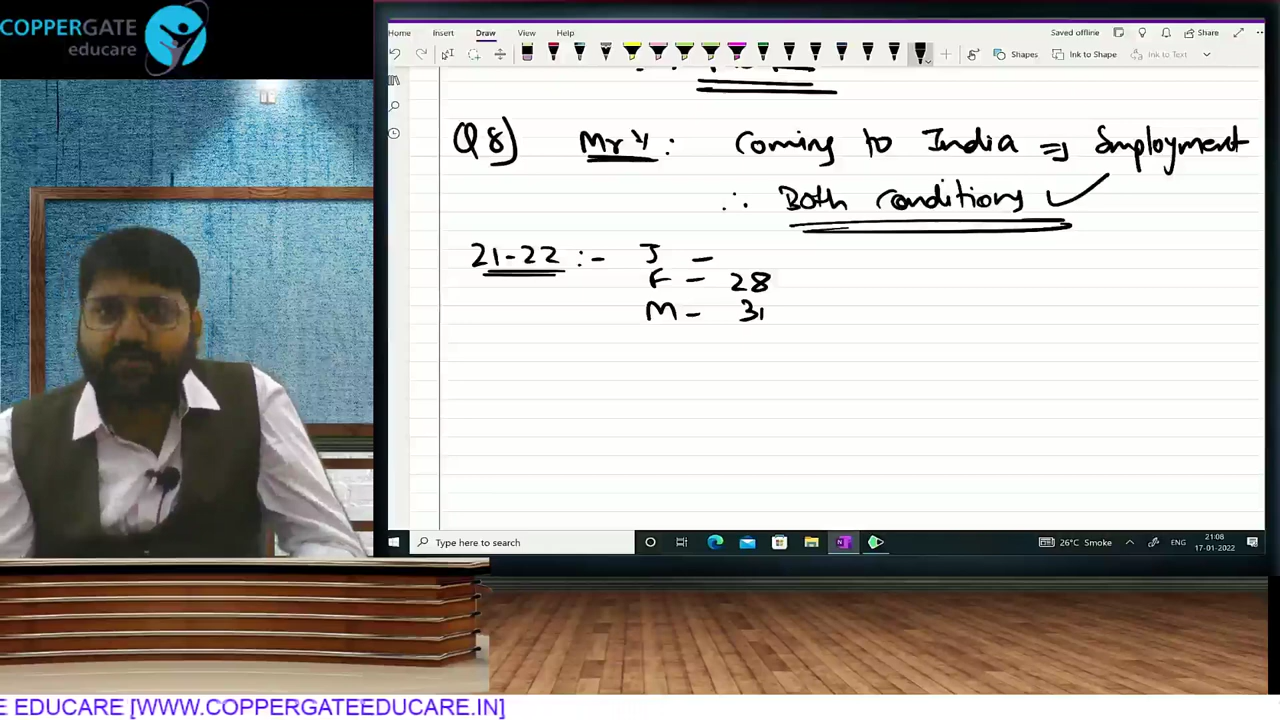 COPPERGATE
educare
Home Insert Draw View Help
Saved offline
Share
Shapes
Ink to Shape
Ink to Text
Q8] Mr Y : Coming to India ⇒ Employment
∴ Both conditions ✓
21-22 :- J -
F - 28
M - 31
Type here to search
26°C Smoke
ENG
21:08
17-01-2022
E EDUCARE [WWW.COPPERGATEEDUCARE.IN]